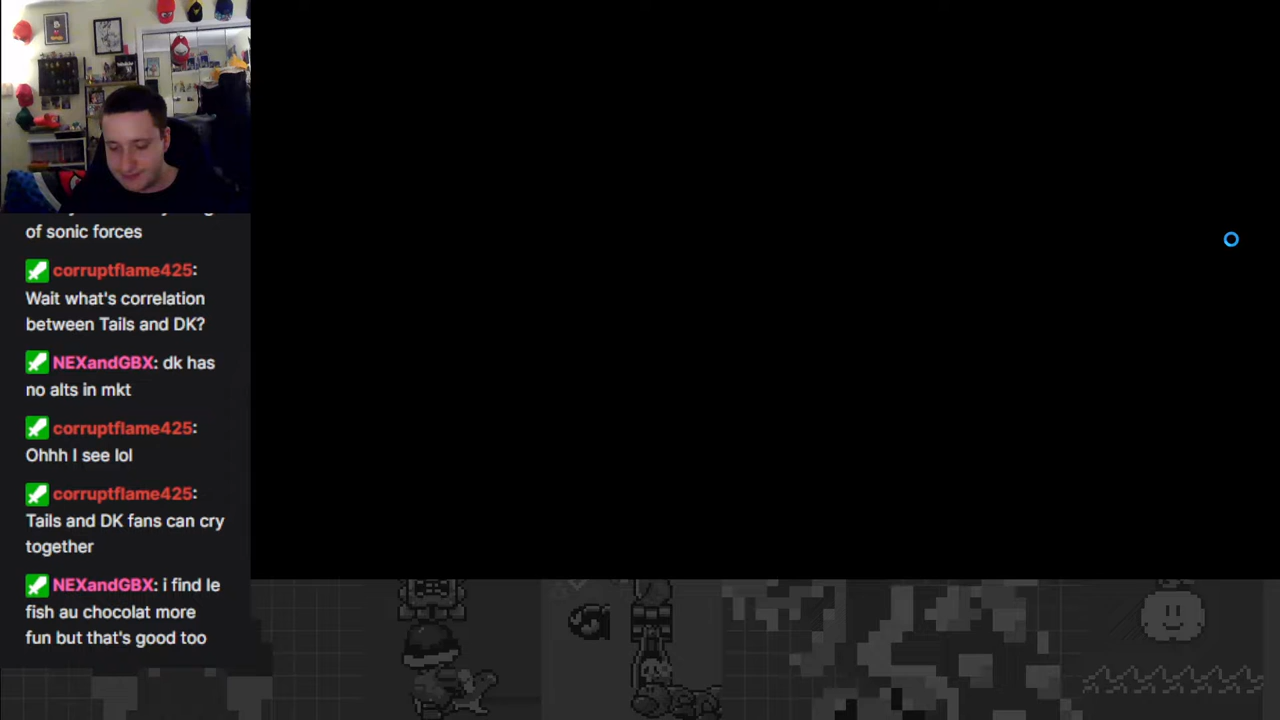 of sonic forces
corruptflame425:
Wait what's correlation
between Tails and DK?
NEXandGBX: dk has
no alts in mkt
corruptflame425:
Ohhh I see lol
corruptflame425:
Tails and DK fans can cry
together
NEXandGBX: i find le
fish au chocolat more
fun but that's good too